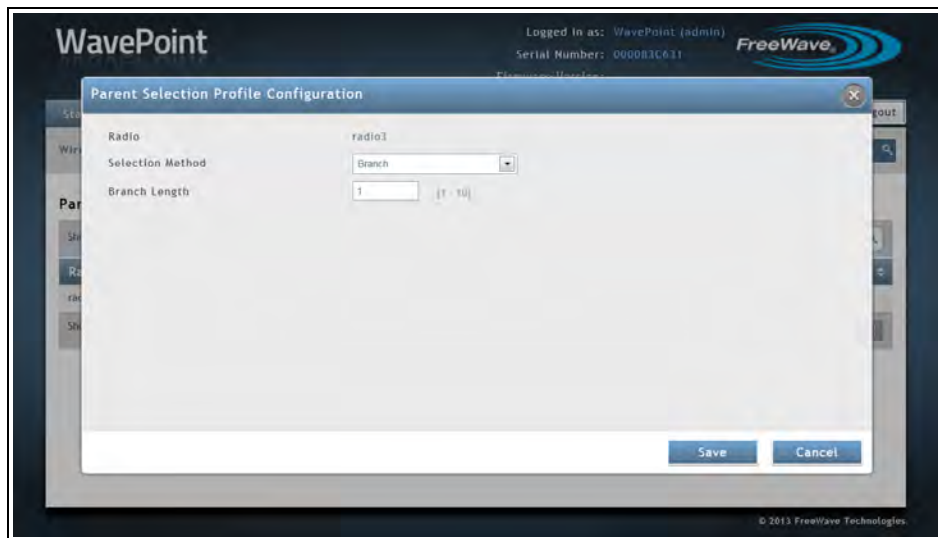 WavePoint
Logged in as: WavePoint (admin)
Serial Number: 000083C631
FreeWave
Parent Selection Profile Configuration
Radio radio3
Selection Method Branch
Branch Length 1 [1 - 10]
Par
Save Cancel
© 2013 FreeWave Technologies